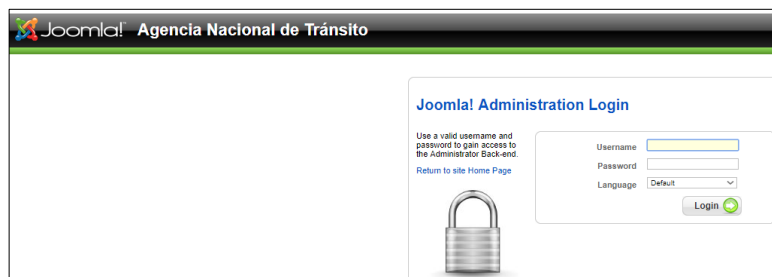 Joomla! Agencia Nacional de Tránsito
Joomla! Administration Login
Use a valid username and
password to gain access to
the Administrator Back-end.
Return to site Home Page
Username
Password
Language Default
Login